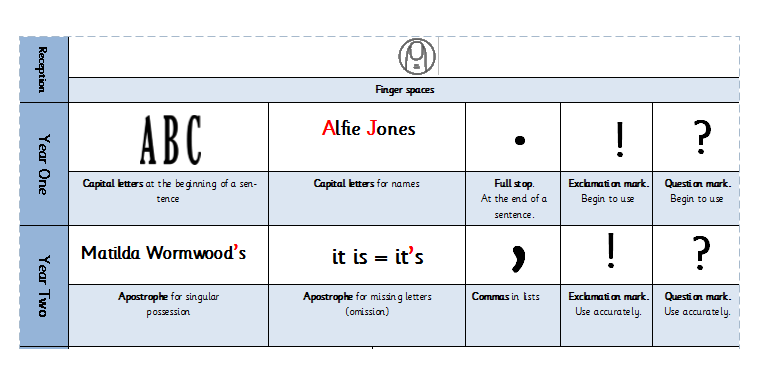 Reception
Finger spaces
Year One
ABC
Alfie Jones
.
!
?
Capital letters at the beginning of a sen-
tence
Capital letters for names
Full stop.
At the end of a
sentence.
Exclamation mark.
Begin to use
Question mark.
Begin to use
Year Two
Matilda Wormwood's
it is = it's
,
!
?
Apostrophe for singular
possession
Apostrophe for missing letters
(omission)
Commas in lists
Exclamation mark.
Use accurately.
Question mark.
Use accurately.